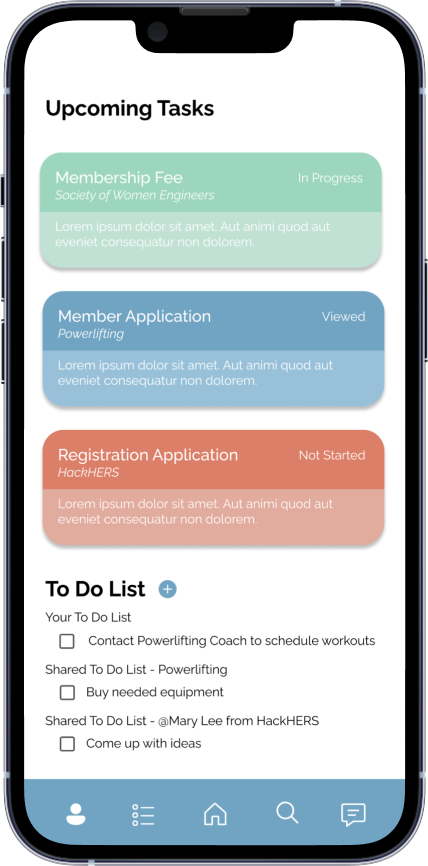 Upcoming Tasks
Membership Fee
In Progress
Society of Women Engineers
Lorem ipsum dolor sit amet. Aut animi quod aut
eveniet consequatur non dolorem.
Member Application
Viewed
Powerlifting
Lorem ipsum dolor sit amet. Aut animi quod aut
eveniet consequatur non dolorem.
Registration Application
Not Started
HackHERS
Lorem ipsum dolor sit amet. Aut animi quod aut
eveniet consequatur non dolorem.
To Do List
Your To Do List
Contact Powerlifting Coach to schedule workouts
Shared To Do List - Powerlifting
Buy needed equipment
Shared To Do List - @Mary Lee from HackHERS
Come up with ideas